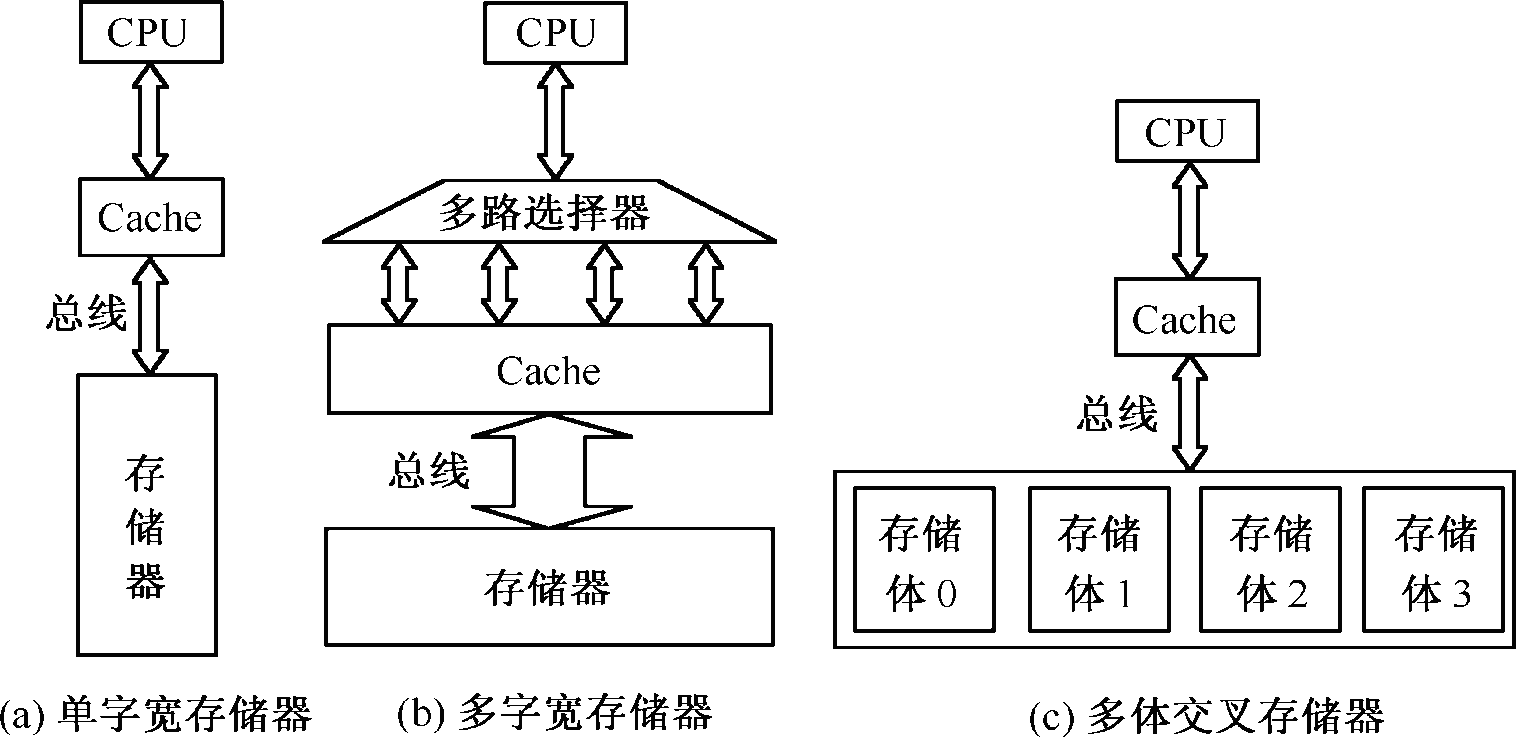 CPU
Cache
总线
存
储
器
(a) 单字宽存储器
CPU
多路选择器
Cache
总线
存储器
(b) 多字宽存储器
CPU
Cache
总线
存储
体 0
存储
体 1
存储
体 2
存储
体 3
(c) 多体交叉存储器